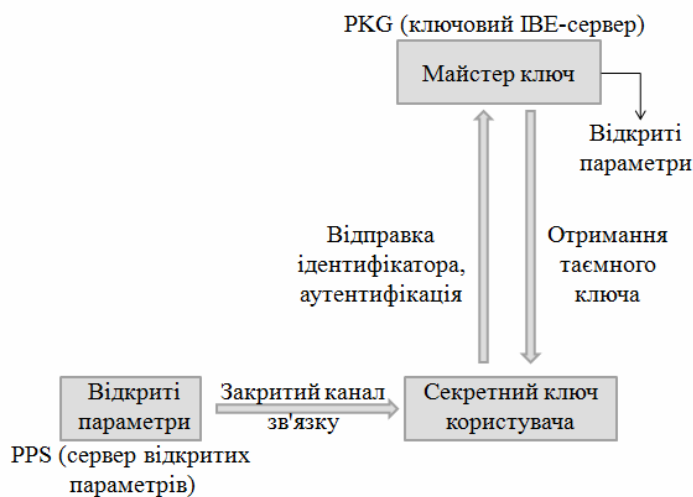 PKG (ключовий IBE-сервер)
Майстер ключ
Відкриті
параметри
Відправка
ідентифікатора,
аутентифікація
Отримання
таємного
ключа
Відкриті
параметри
Закритий канал
зв'язку
Секретний ключ
користувача
PPS (сервер відкритих
параметрів)